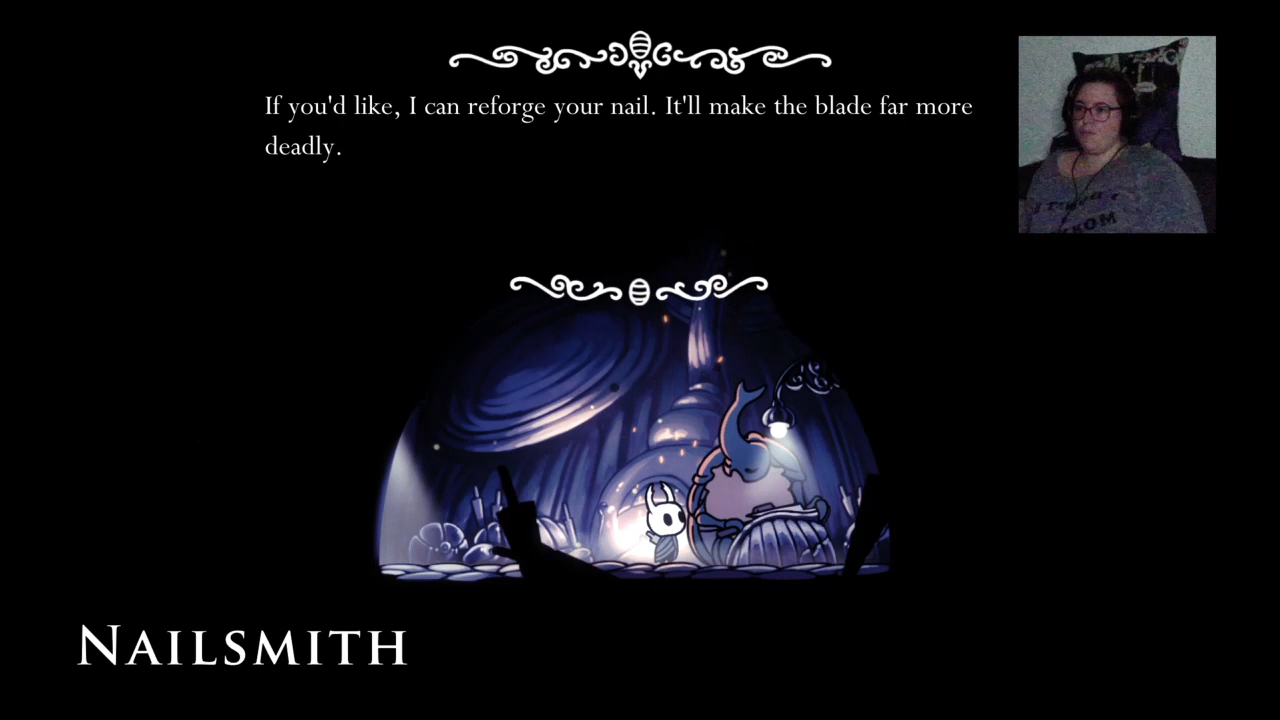 If you'd like, I can reforge your nail. It'll make the blade far more
deadly.
NAILSMITH